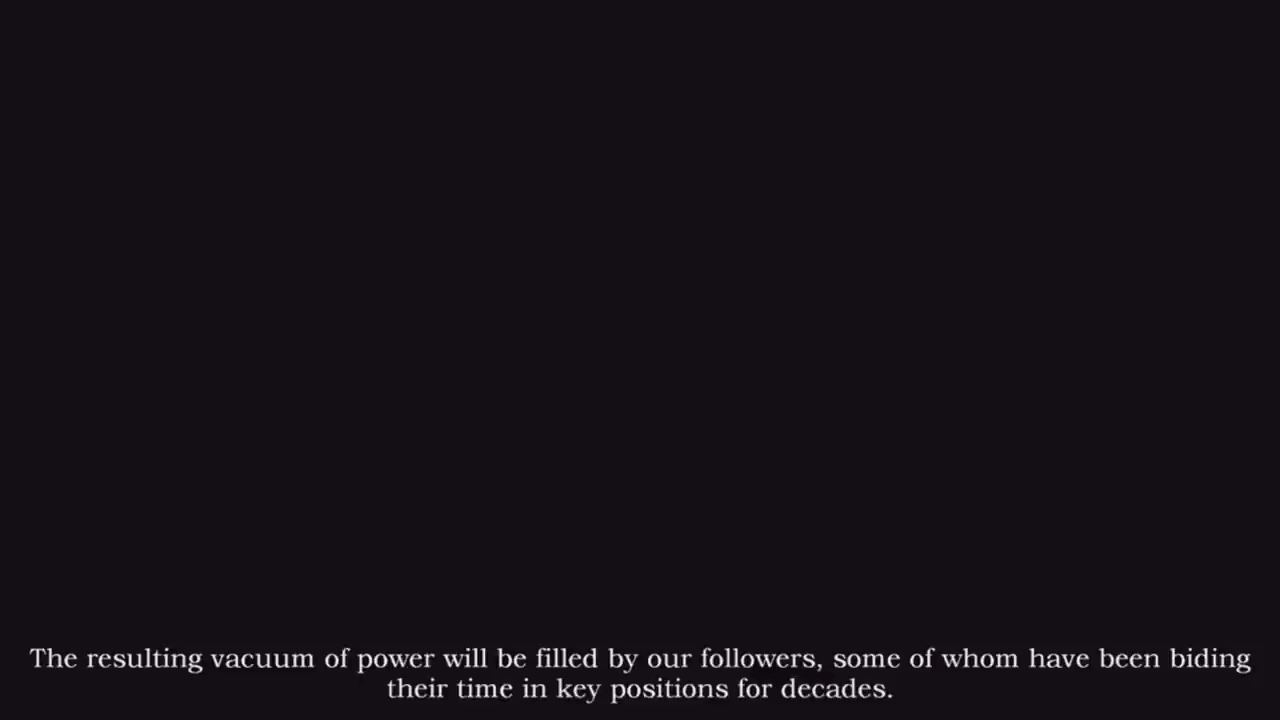 The resulting vacuum of power will be filled by our followers, some of whom have been biding
their time in key positions for decades.